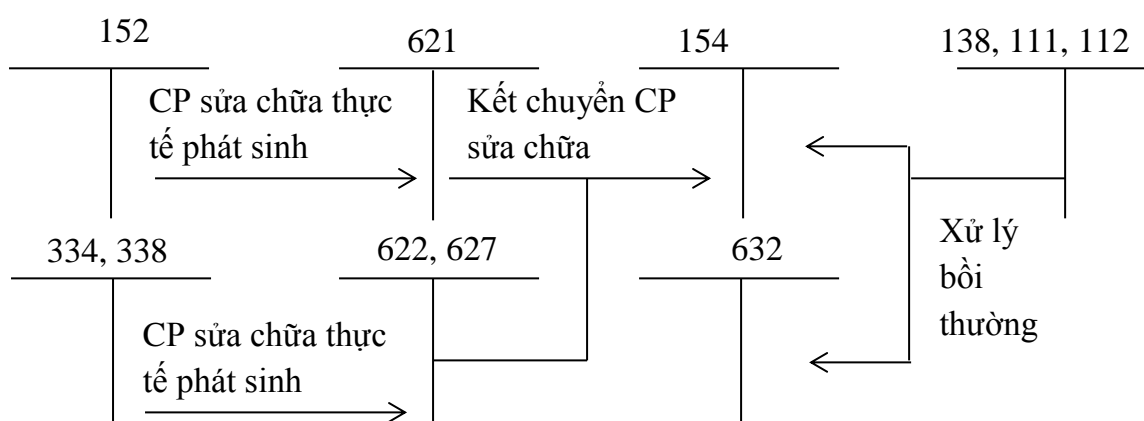 152
621
154
138, 111, 112
CP sửa chữa thực
tế phát sinh
Kết chuyển CP
sửa chữa
334, 338
622, 627
632
Xử lý
bồi
thường
CP sửa chữa thực
tế phát sinh